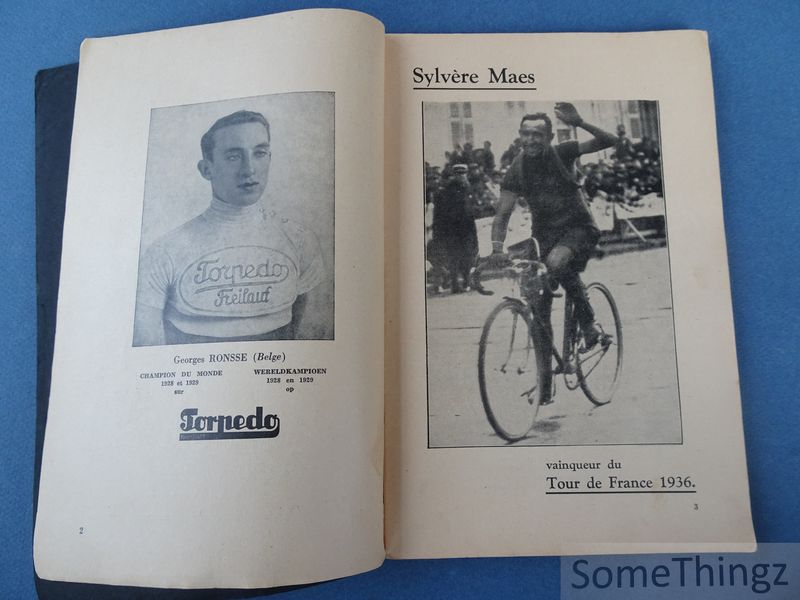 Torpedo
Freilauf
Georges RONSSE (Belge)
CHAMPION DU MONDE
1928 et 1929
sur
WERELDKAMPIOEN
1928 en 1929
op
Torpedo
2
Sylvère Maes
vainqueur du
Tour de France 1936.
3
SomeThingz